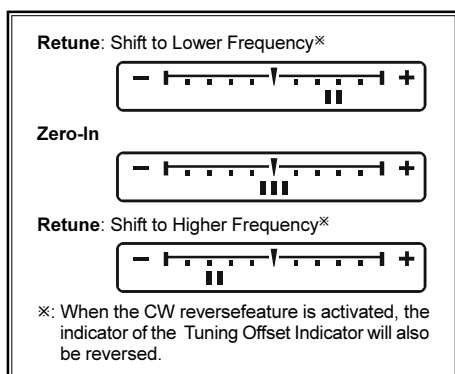 Retune: Shift to Lower Frequency※
− +
Zero-In
− +
Retune: Shift to Higher Frequency※
− +
※: When the CW reversefeature is activated, the
indicator of the Tuning Offset Indicator will also
be reversed.